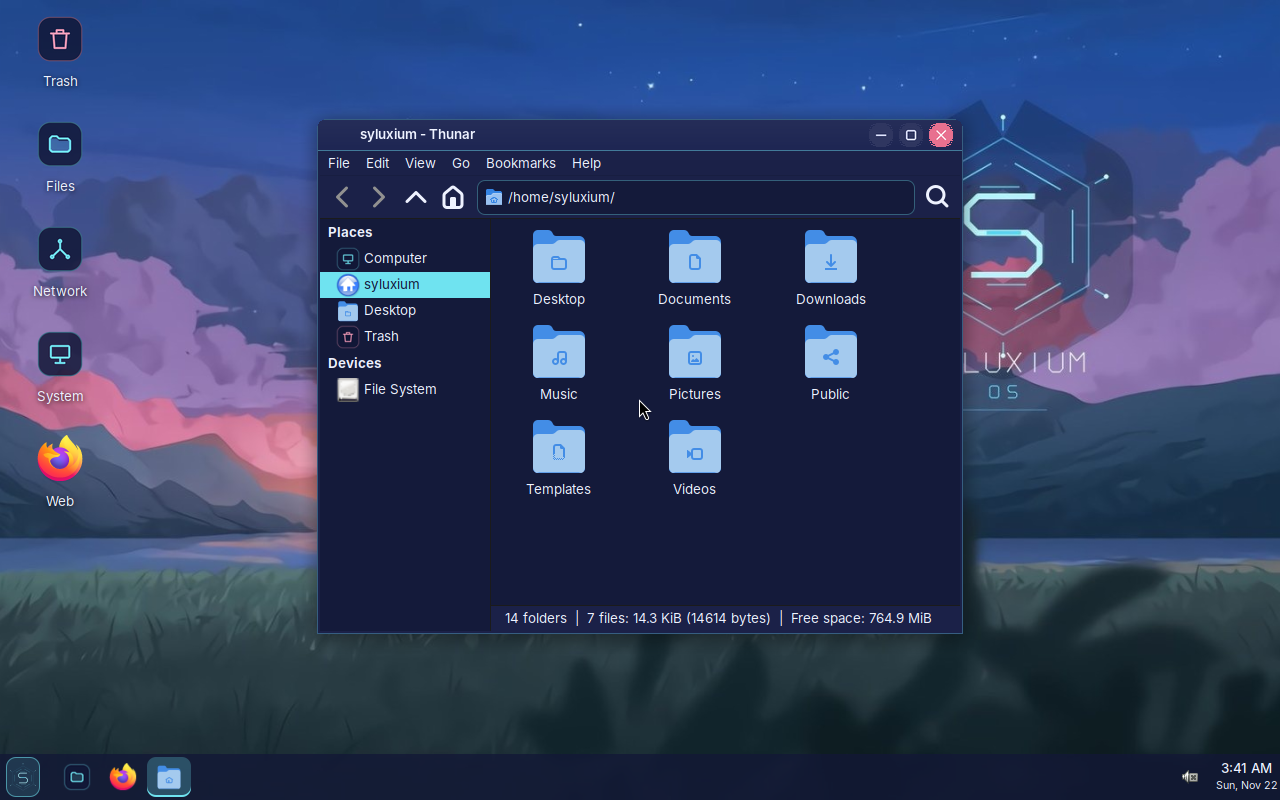 Trash
Files
Network
System
Web
syluxium - Thunar
File Edit View Go Bookmarks Help
/home/syluxium/
Places
Computer
syluxium
Desktop
Trash
Devices
File System
Desktop Documents Downloads
Music Pictures Public
Templates Videos
14 folders | 7 files: 14.3 KiB (14614 bytes) | Free space: 764.9 MiB
LUXIUM
OS
3:41 AM
Sun, Nov 22